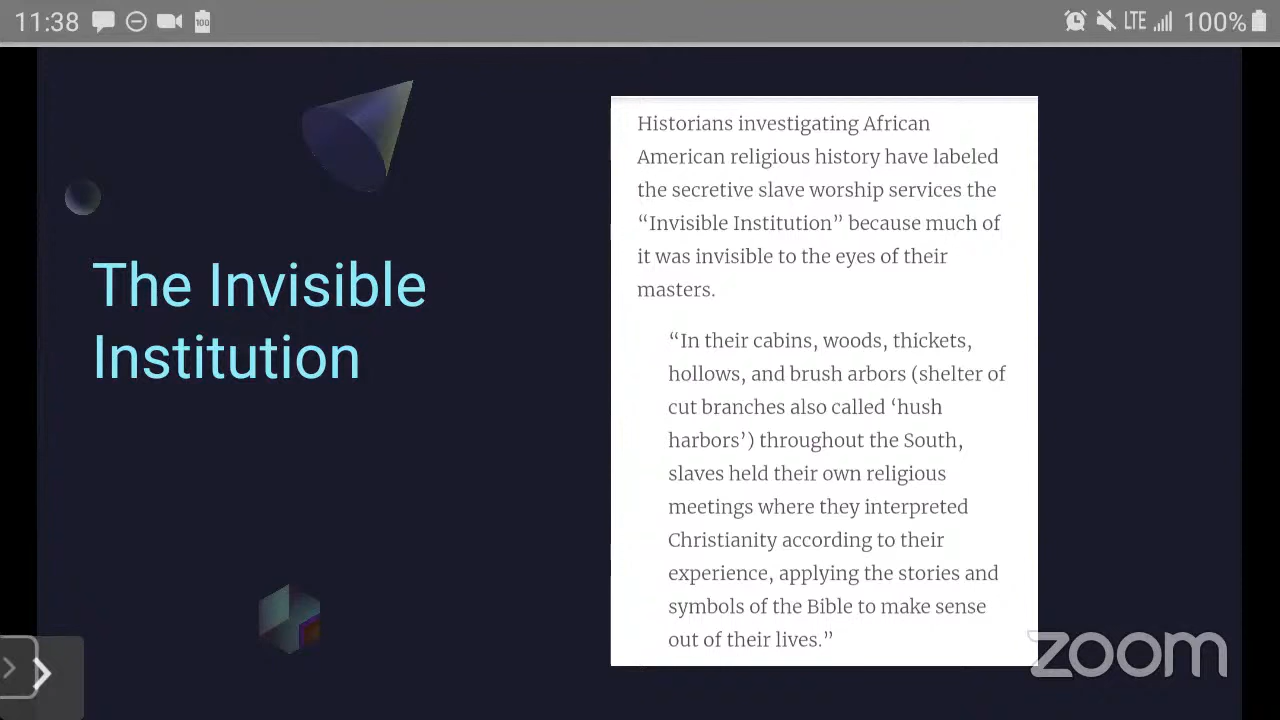 11:38
100
LTE
100%
The Invisible
Institution
Historians investigating African
American religious history have labeled
the secretive slave worship services the
“Invisible Institution” because much of
it was invisible to the eyes of their
masters.
“In their cabins, woods, thickets,
hollows, and brush arbors (shelter of
cut branches also called ‘hush
harbors’) throughout the South,
slaves held their own religious
meetings where they interpreted
Christianity according to their
experience, applying the stories and
symbols of the Bible to make sense
out of their lives.”
zoom